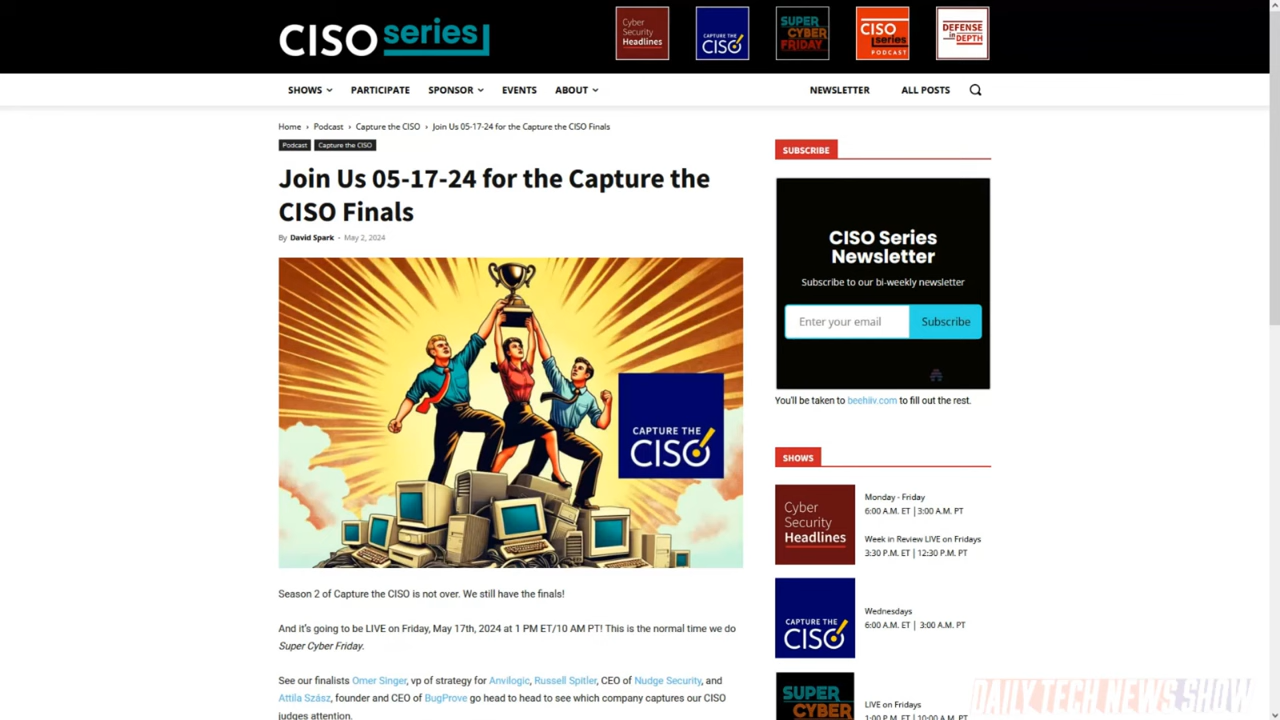 CISO series
Cyber
Security
Headlines
CAPTURE THE
CISO
SUPER
CYBER
FRIDAY
CISO
series
PODCAST
DEFENSE
in
DEPTH
SHOWS
PARTICIPATE
SPONSOR
EVENTS
ABOUT
NEWSLETTER
ALL POSTS
Home › Podcast › Capture the CISO › Join Us 05-17-24 for the Capture the CISO Finals
Podcast
Capture the CISO
Join Us 05-17-24 for the Capture the
CISO Finals
By David Spark - May 2, 2024
CAPTURE THE
CISO
Season 2 of Capture the CISO is not over. We still have the finals!
And it's going to be LIVE on Friday, May 17th, 2024 at 1 PM ET/10 AM PT! This is the normal time we do
Super Cyber Friday.
See our finalists Omer Singer, vp of strategy for Anvilogic, Russell Spitler, CEO of Nudge Security, and
Attila Szász, founder and CEO of BugProve go head to head to see which company captures our CISO
judges attention.
SUBSCRIBE
CISO Series
Newsletter
Subscribe to our bi-weekly newsletter
Enter your email
Subscribe
You'll be taken to beehiiv.com to fill out the rest.
SHOWS
Cyber
Security
Headlines
Monday - Friday
6:00 A.M. ET | 3:00 A.M. PT
Week in Review LIVE on Fridays
3:30 P.M. ET | 12:30 P.M. PT
CAPTURE THE
CISO
Wednesdays
6:00 A.M. ET | 3:00 A.M. PT
SUPER
CYBER
LIVE on Fridays
1:00 P.M. ET | 10:00 A.M. PT
DAILY TECH NEWS SHOW